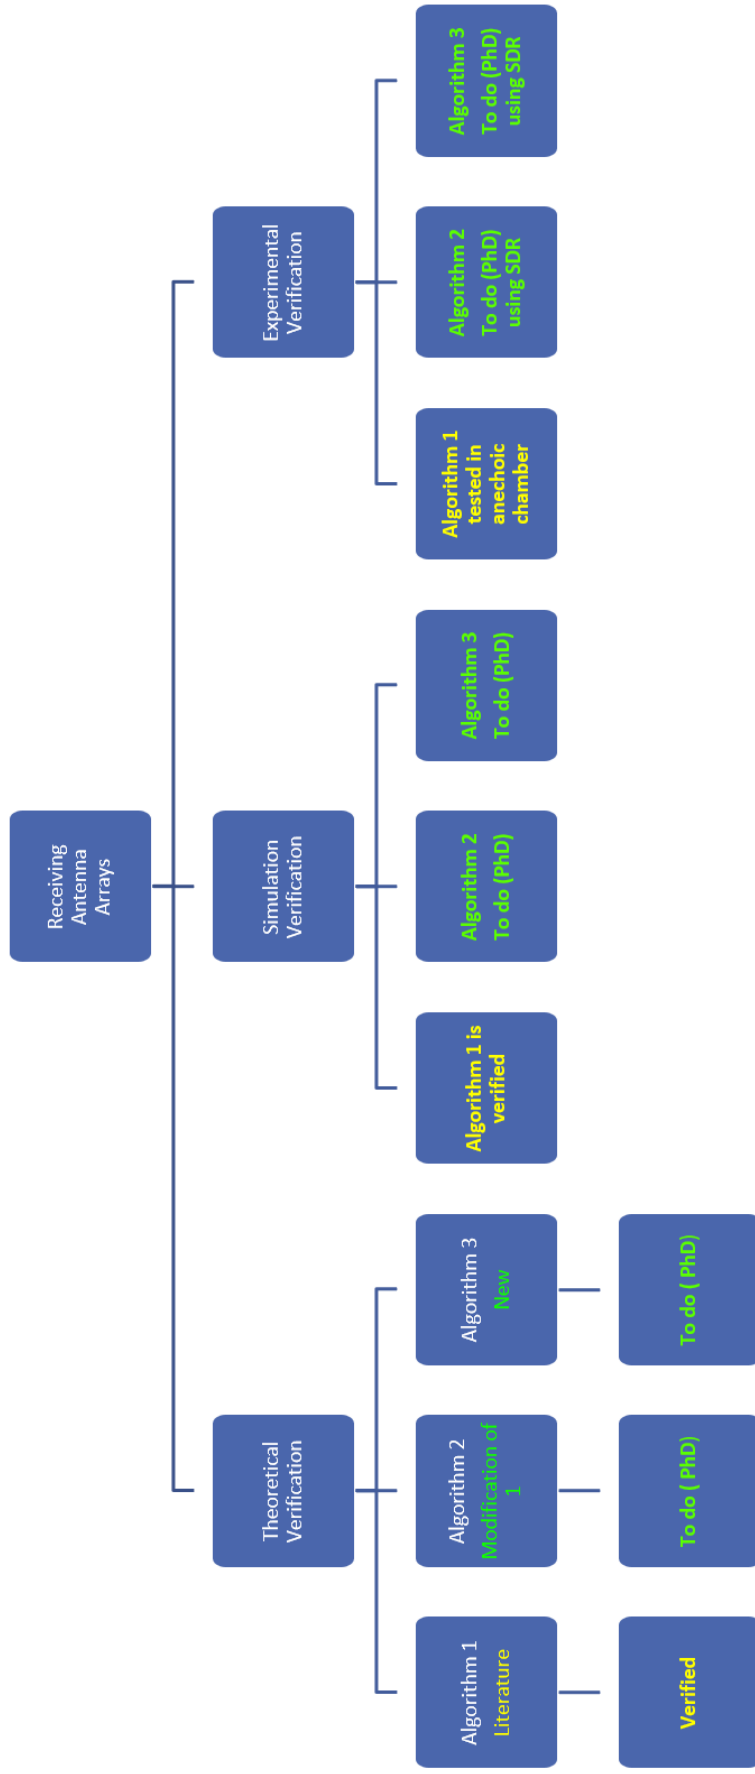 Receiving
Antenna
Arrays
Theoretical
Verification
Simulation
Verification
Experimental
Verification
Algorithm 1
Literature
Algorithm 2
Modification of
1
Algorithm 3
New
Algorithm 1 is
verified
Algorithm 2
To do (PhD)
Algorithm 3
To do (PhD)
Algorithm 1
tested in
anechoic
chamber
Algorithm 2
To do (PhD)
using SDR
Algorithm 3
To do (PhD)
using SDR
Verified
To do ( PhD)
To do ( PhD)